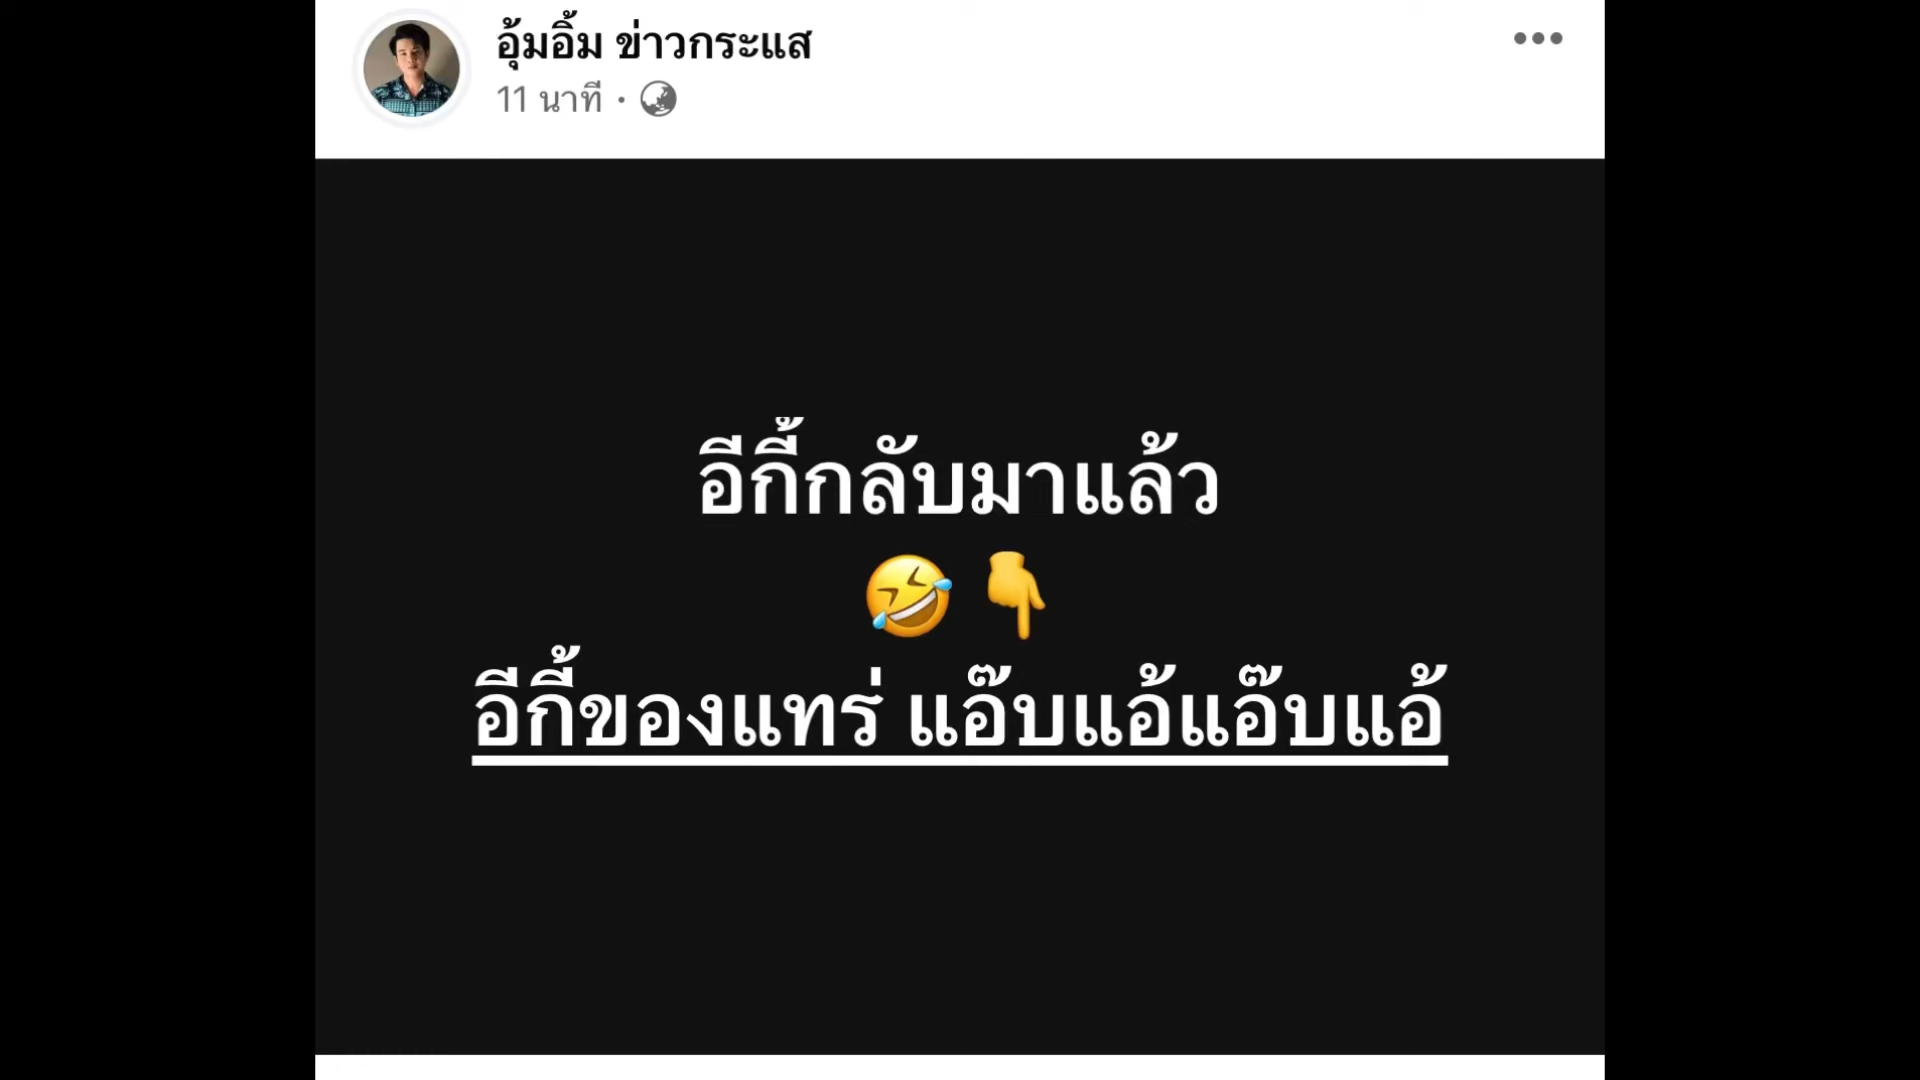 อุ้มอิ้ม ข่าวกระแส
11 นาที ·
อีกี้กลับมาแล้ว
🤣👇
อีกี้ของแทร่ แอ๊บแอ้แอ๊บแอ้